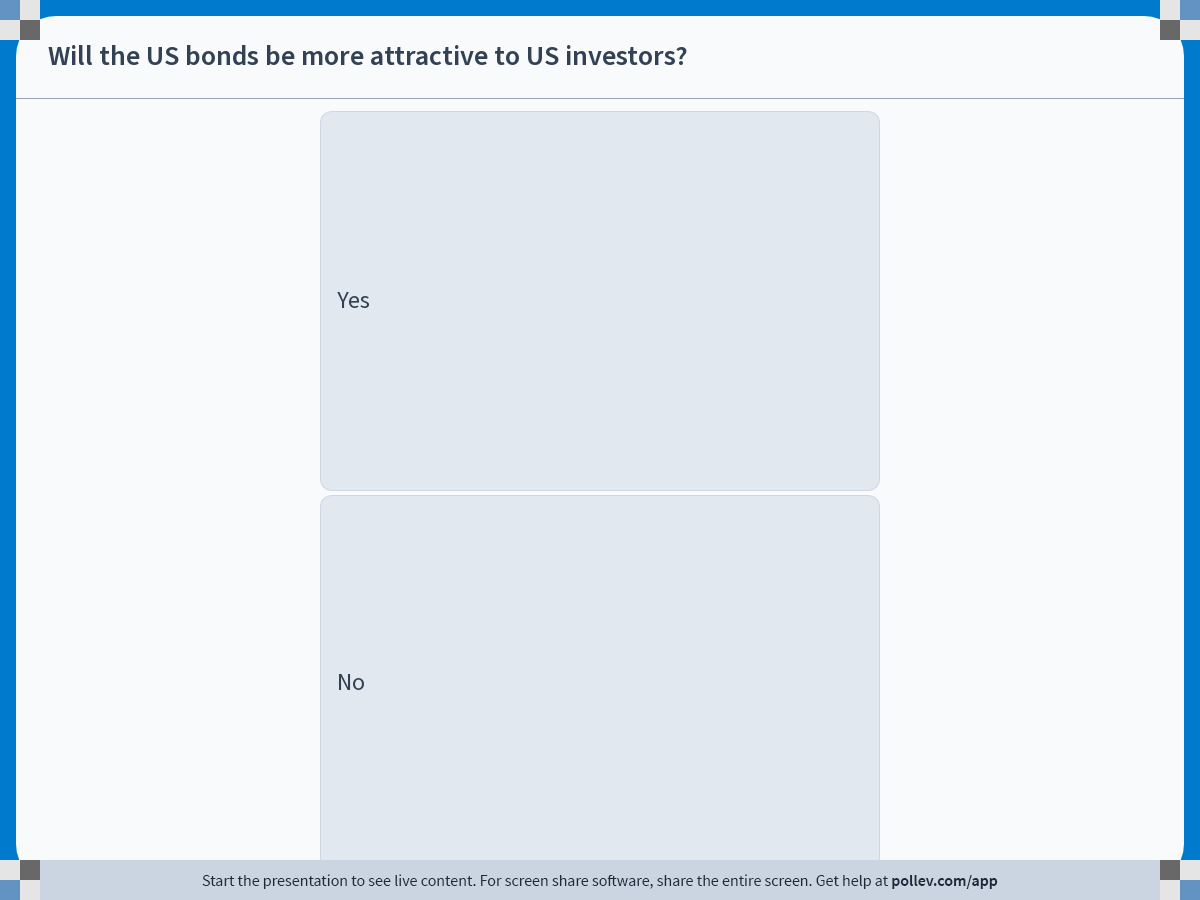 Will the US bonds be more attractive to US investors?
Yes
No
Start the presentation to see live content. For screen share software, share the entire screen. Get help at pollev.com/app